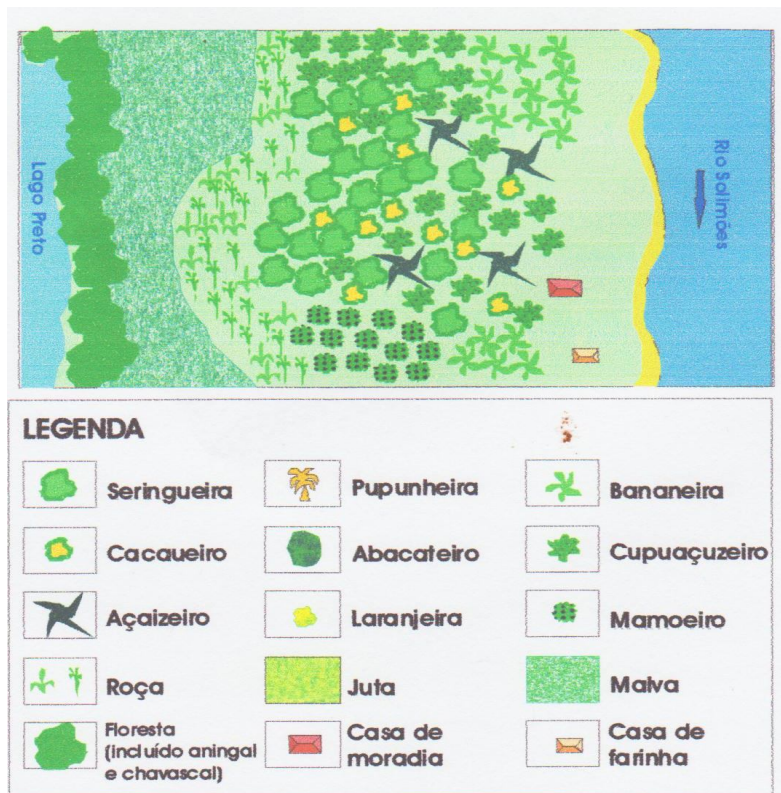 Lago Preto
Rio Solimões
LEGENDA
Seringueira
Pupunheira
Bananeira
Cacaueiro
Abacateiro
Cupuaçuzeiro
Açaizeiro
Laranjeira
Mamoeiro
Roça
Juta
Malva
Floresta
(incluído aningal
e chavascal)
Casa de
moradia
Casa de
farinha